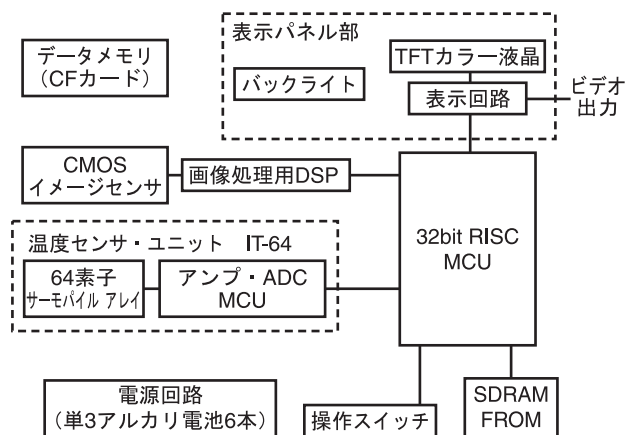 データメモリ
（CFカード）
表示パネル部
TFTカラー液晶
バックライト
表示回路
ビデオ
出力
CMOS
イメージセンサ
画像処理用DSP
32bit RISC
MCU
温度センサ・ユニット IT-64
64素子
サーモパイル アレイ
アンプ・ADC
MCU
電源回路
（単3アルカリ電池6本）
操作スイッチ
SDRAM
FROM